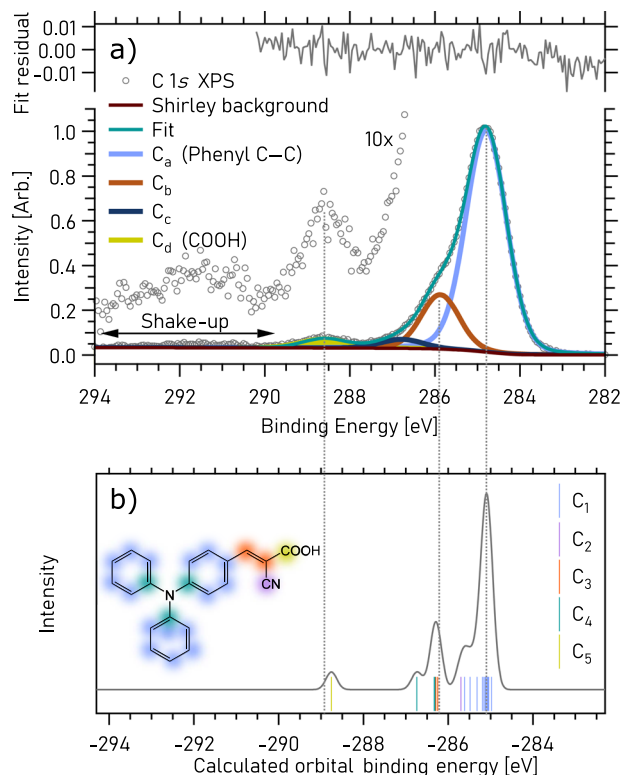 0.01
0.00
-0.01
Fit residual
a)
C 1s XPS
Shirley background
Fit
Ca (Phenyl C–C)
Cb
Cc
Cd (COOH)
10x
1.0
0.8
0.6
0.4
0.2
0.0
Intensity [Arb.]
Shake-up
294 292 290 288 286 284 282
Binding Energy [eV]
b)
C1
C2
C3
C4
C5
COOH
CN
N
Intensity
−294 −292 −290 −288 −286 −284
Calculated orbital binding energy [eV]